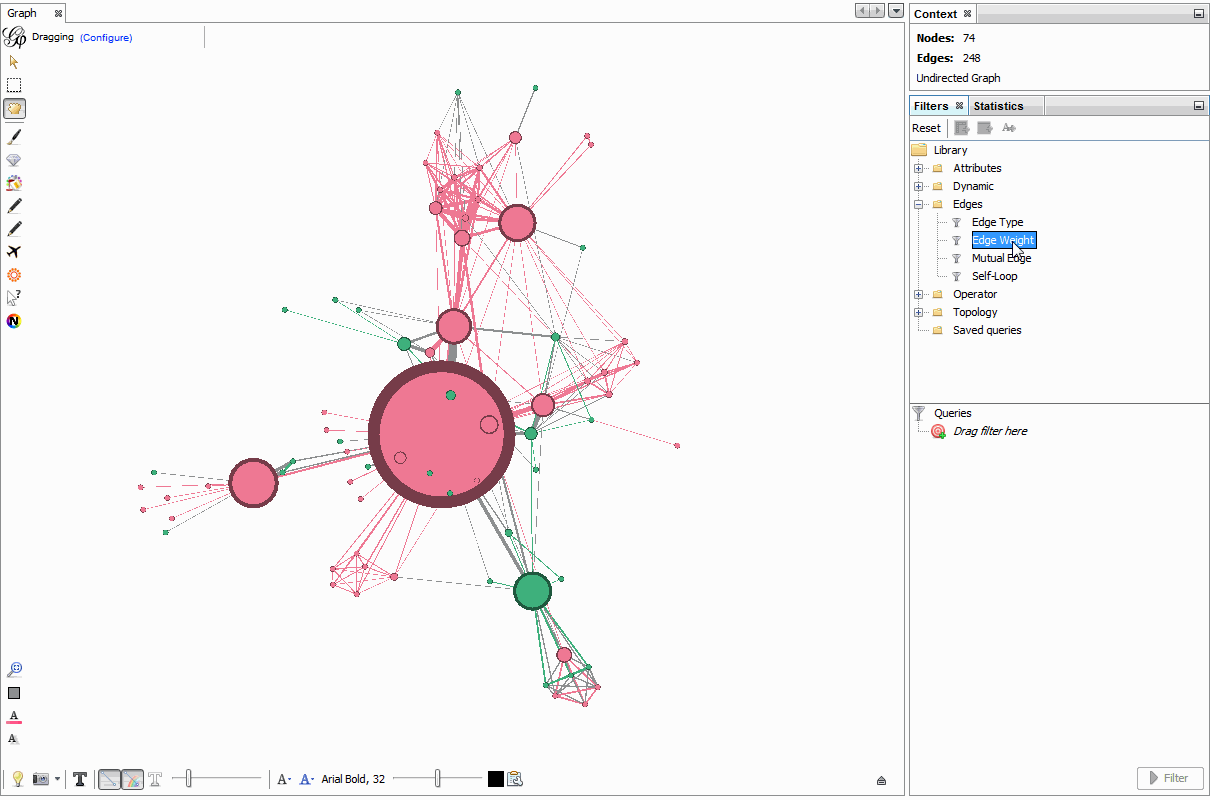 Graph
Dragging (Configure)
Context
Nodes: 74
Edges: 248
Undirected Graph
Filters Statistics
Reset
Library
Attributes
Dynamic
Edges
Edge Type
Edge Weight
Mutual Edge
Self-Loop
Operator
Topology
Saved queries
Queries
Drag filter here
A- A- Arial Bold, 32
Filter